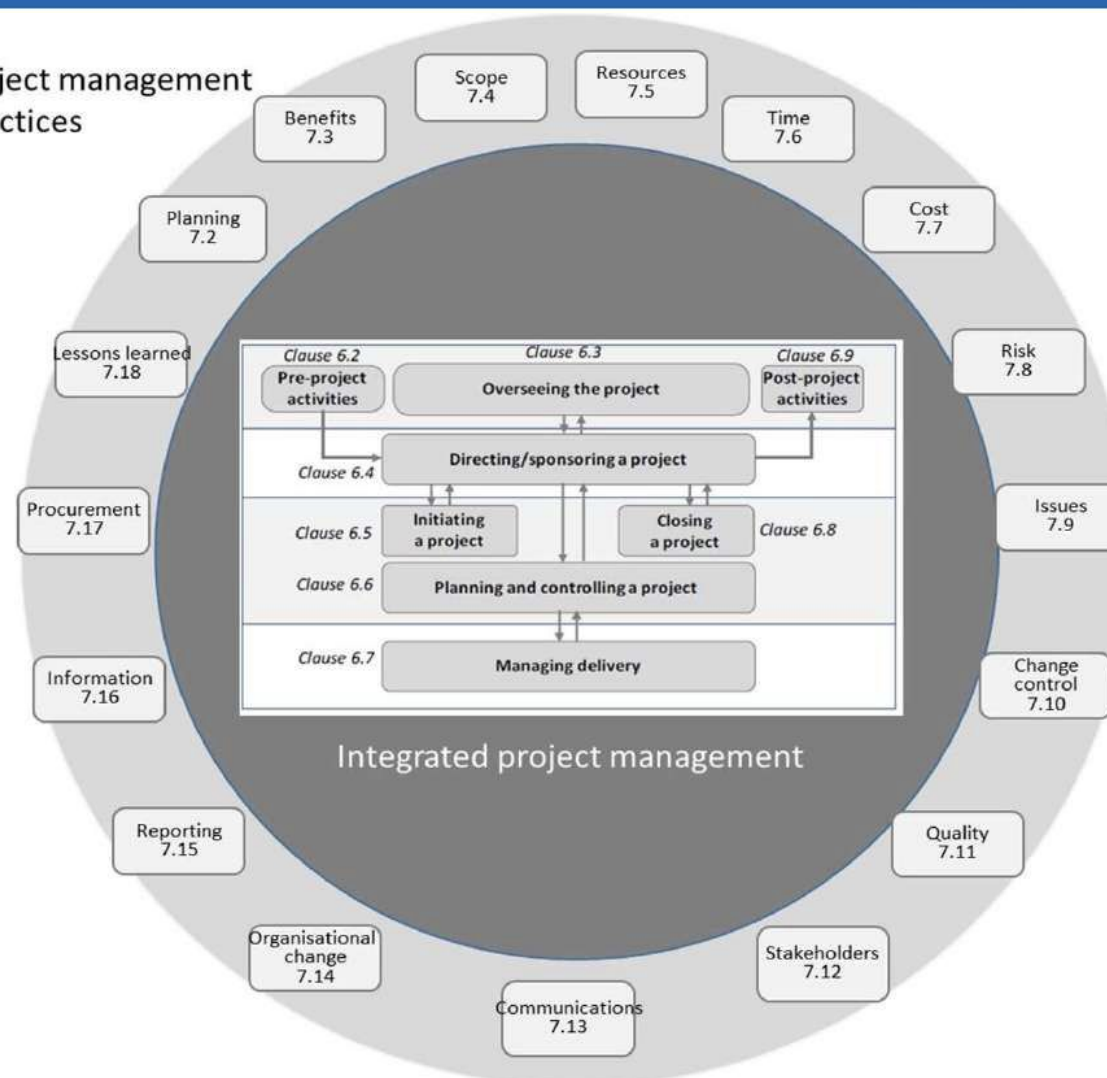 ject management
ctices
Scope
7.4
Resources
7.5
Benefits
7.3
Time
7.6
Planning
7.2
Cost
7.7
Lessons learned
7.18
Risk
7.8
Clause 6.2
Clause 6.3
Clause 6.9
Pre-project
activities
Overseeing the project
Post-project
activities
Clause 6.4
Directing/sponsoring a project
Procurement
7.17
Issues
7.9
Clause 6.5
Initiating
a project
Closing
a project
Clause 6.8
Clause 6.6
Planning and controlling a project
Clause 6.7
Managing delivery
Information
7.16
Change
control
7.10
Integrated project management
Reporting
7.15
Quality
7.11
Organisational
change
7.14
Stakeholders
7.12
Communications
7.13